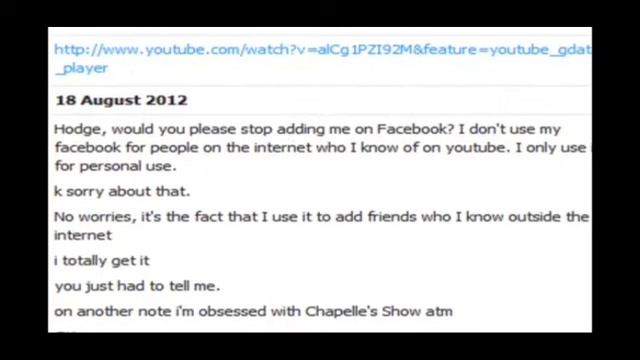 http://www.youtube.com/watch?v=alCg1PZI92M&feature=youtube_gdat
_player
18 August 2012
Hodge, would you please stop adding me on Facebook? I don't use my
facebook for people on the internet who I know of on youtube. I only use
for personal use.
k sorry about that.
No worries, it's the fact that I use it to add friends who I know outside the
internet
i totally get it
you just had to tell me.
on another note i'm obsessed with Chapelle's Show atm